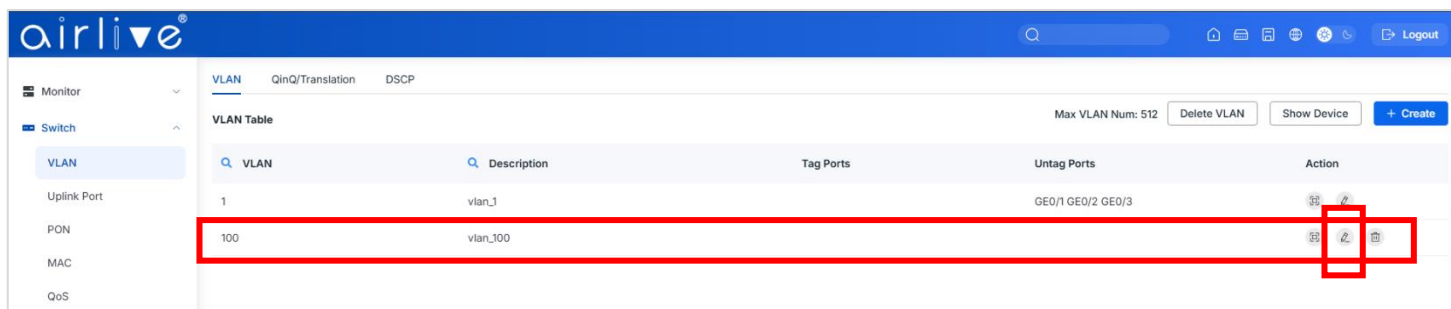 airlive®
Logout
Monitor
Switch
VLAN
Uplink Port
PON
MAC
QoS
VLAN QinQ/Translation DSCP
VLAN Table
Max VLAN Num: 512 Delete VLAN Show Device + Create
VLAN Description Tag Ports Untag Ports Action
1 vlan_1 GE0/1 GE0/2 GE0/3
100 vlan_100